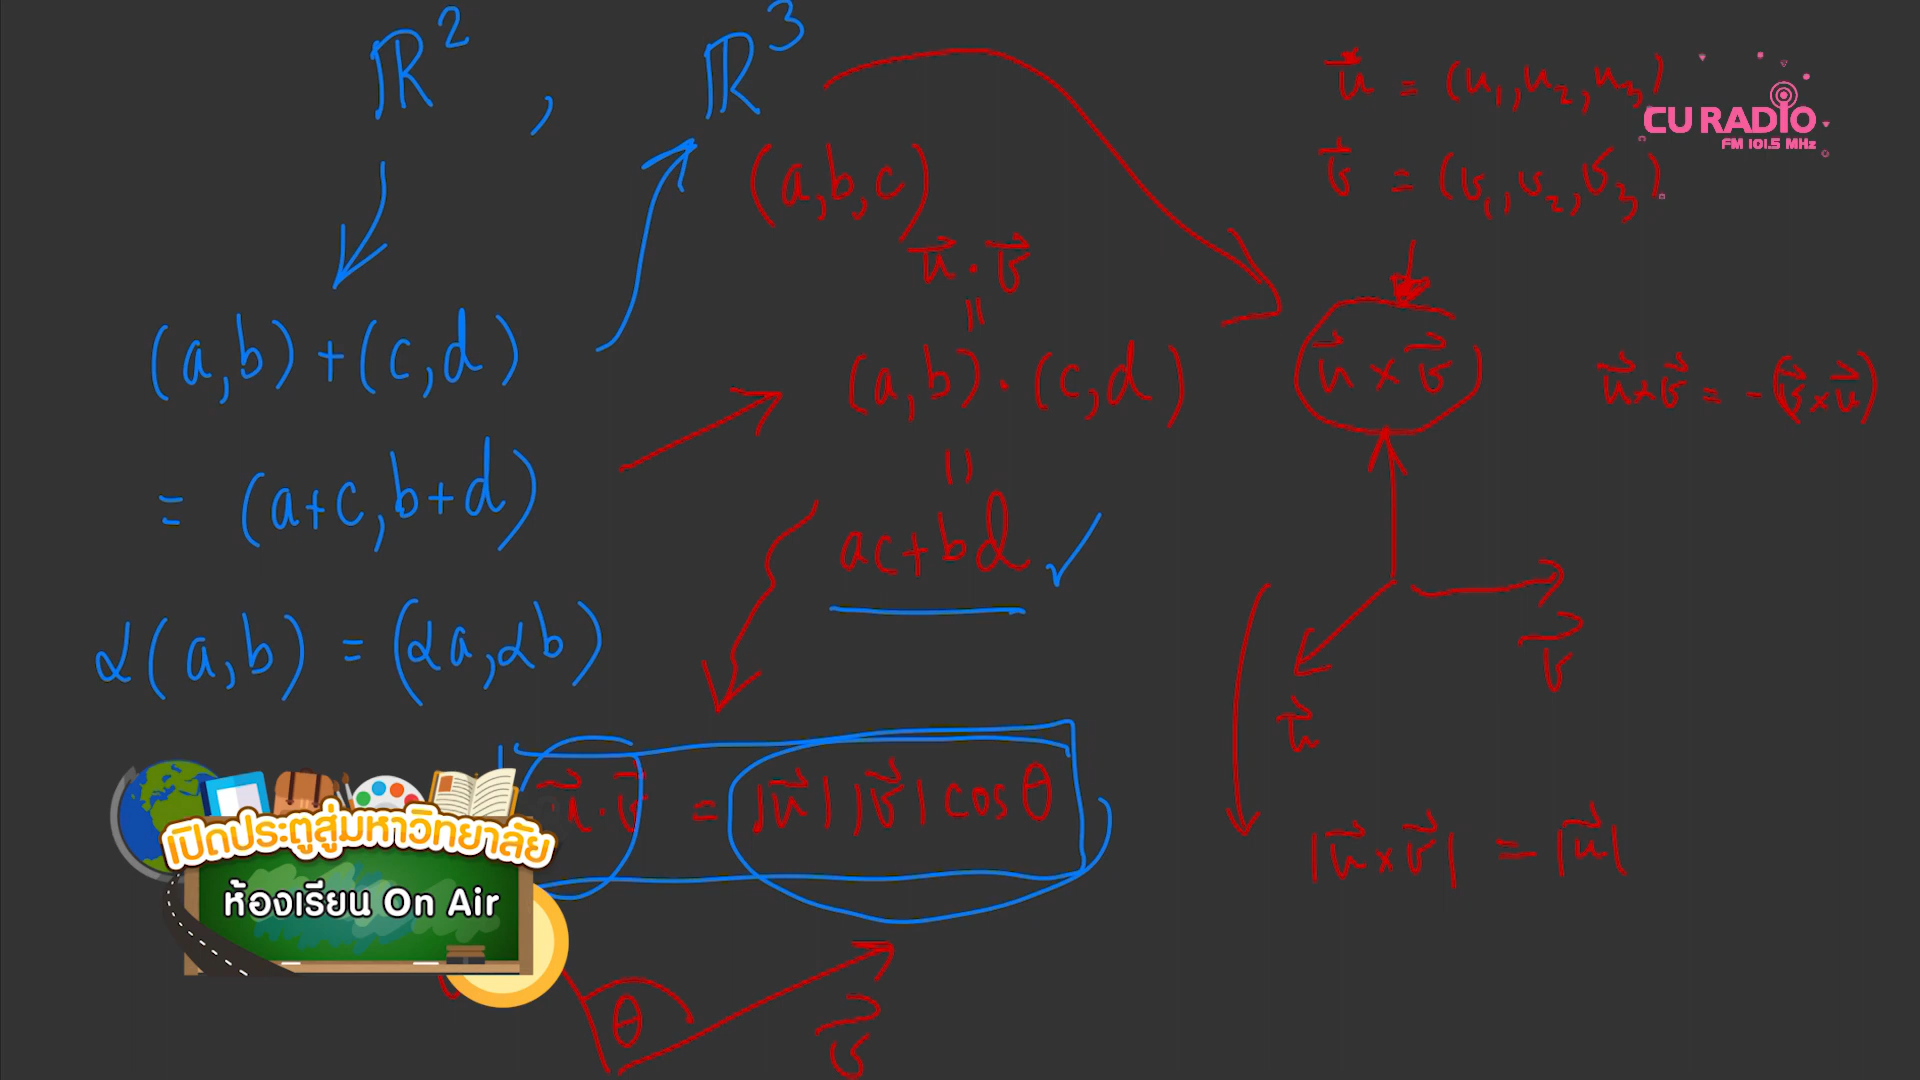 ℝ², ℝ³
(a,b)+(c,d)
= (a+c, b+d)
α(a,b) = (αa, αb)
(a,b,c)
u⃗ · v⃗
=
(a,b) · (c,d)
=
ac+bd ✓
u⃗ · v⃗ = |u⃗| |v⃗| cos θ
θ
v⃗
u⃗ = (u₁, u₂, u₃)
v⃗ = (v₁, v₂, v₃)
u⃗ × v⃗
u⃗ × v⃗ = -(v⃗ × u⃗)
v⃗
u⃗
|u⃗ × v⃗| = |u⃗|
CU RADIO
FM 101.5 MHz
เปิดประตูสู่มหาวิทยาลัย
ห้องเรียน On Air